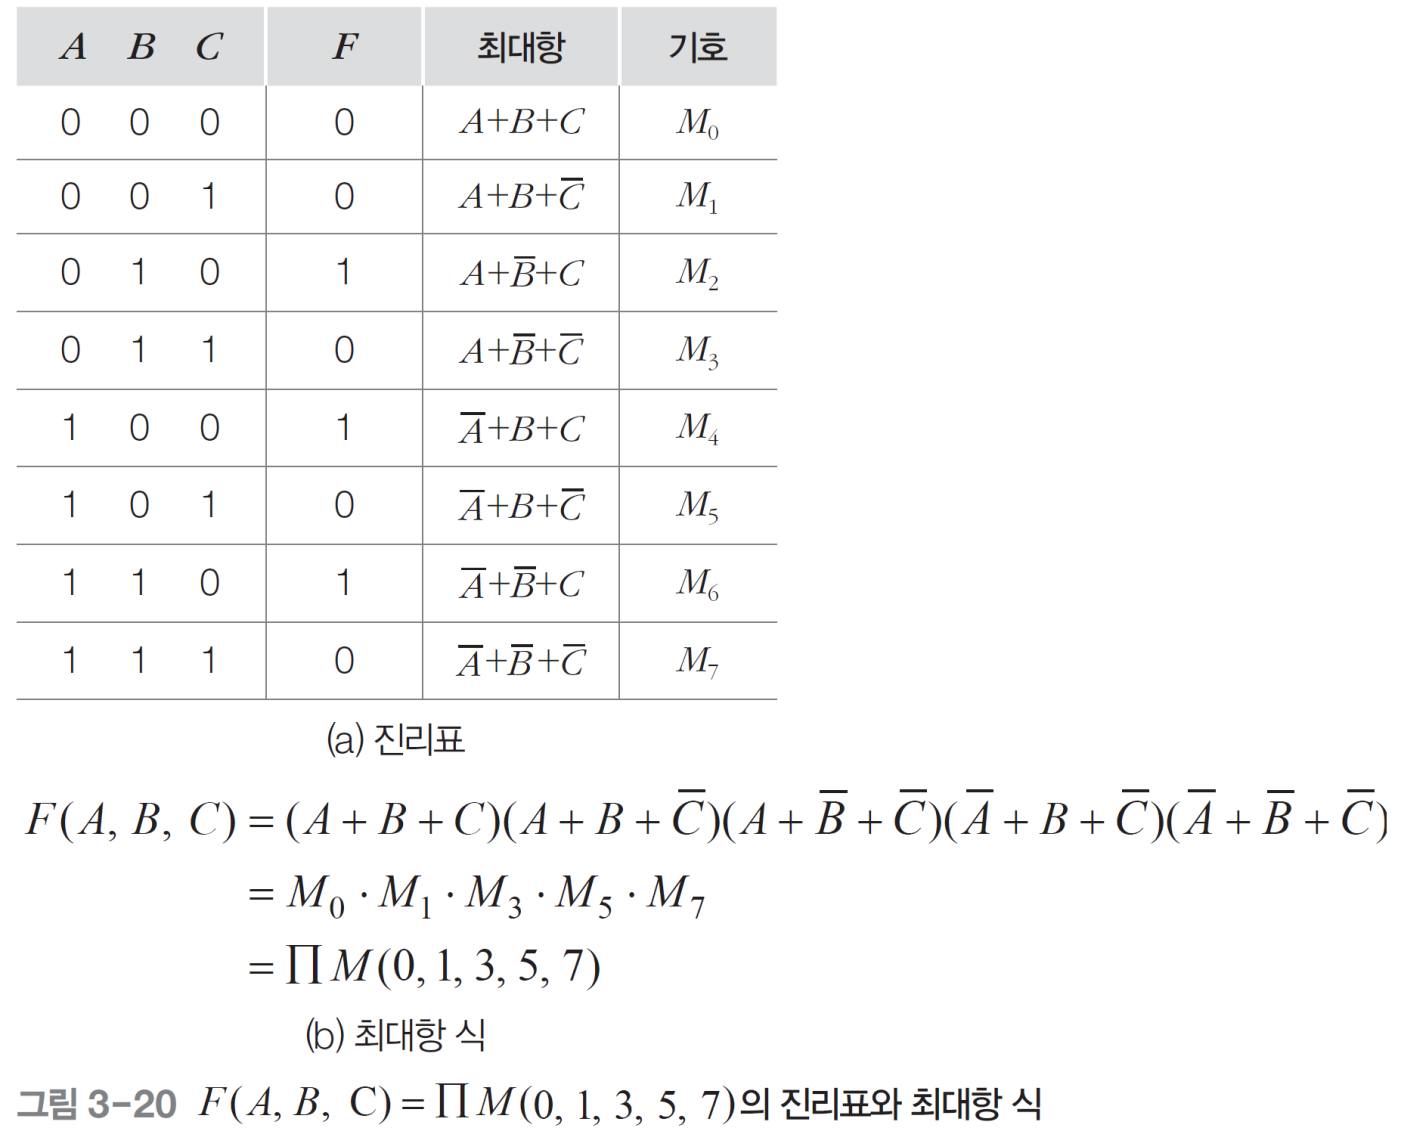 A B C F 최대항 기호
0 0 0 0 A+B+C M₀
0 0 1 0 A+B+C̅ M₁
0 1 0 1 A+B̅+C M₂
0 1 1 0 A+B̅+C̅ M₃
1 0 0 1 A̅+B+C M₄
1 0 1 0 A̅+B+C̅ M₅
1 1 0 1 A̅+B̅+C M₆
1 1 1 0 A̅+B̅+C̅ M₇
(a) 진리표
F(A, B, C) = (A + B + C)(A + B + C̅)(A + B̅ + C̅)(A̅ + B + C̅)(A̅ + B̅ + C̅)
= M₀ · M₁ · M₃ · M₅ · M₇
= ∏ M(0, 1, 3, 5, 7)
(b) 최대항 식
그림 3-20 F(A, B, C) = ∏ M(0, 1, 3, 5, 7)의 진리표와 최대항 식